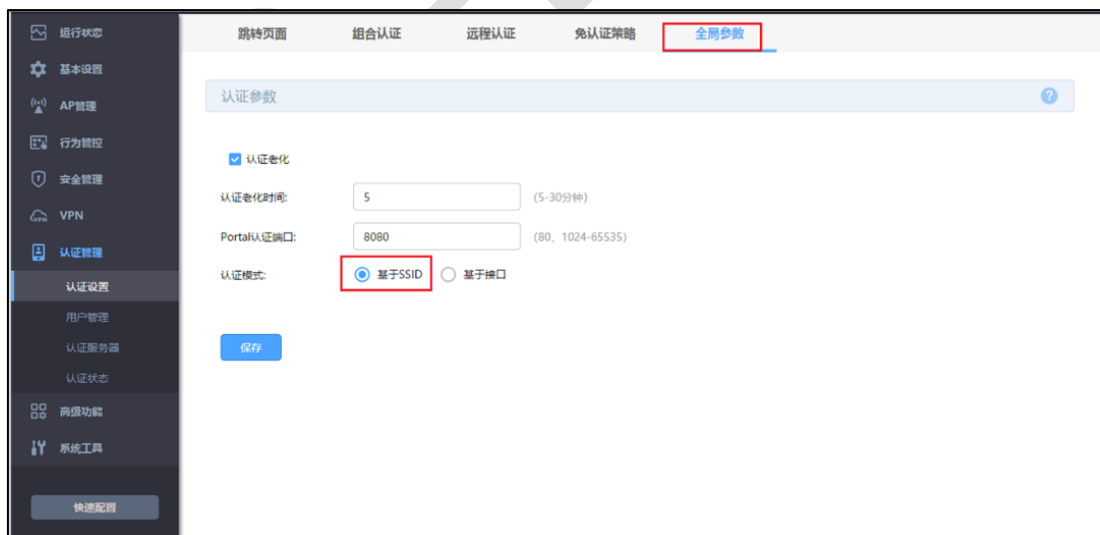 运行状态
基本设置
AP管理
行为管控
安全管理
VPN
认证管理
认证设置
用户管理
认证服务器
认证状态
高级功能
系统工具
快速配置
跳转页面 组合认证 远程认证 免认证策略 全局参数
认证参数 ?
认证老化
认证老化时间: 5 (5-30分钟)
Portal认证端口: 8080 (80、1024-65535)
认证模式: 基于SSID 基于接口
保存